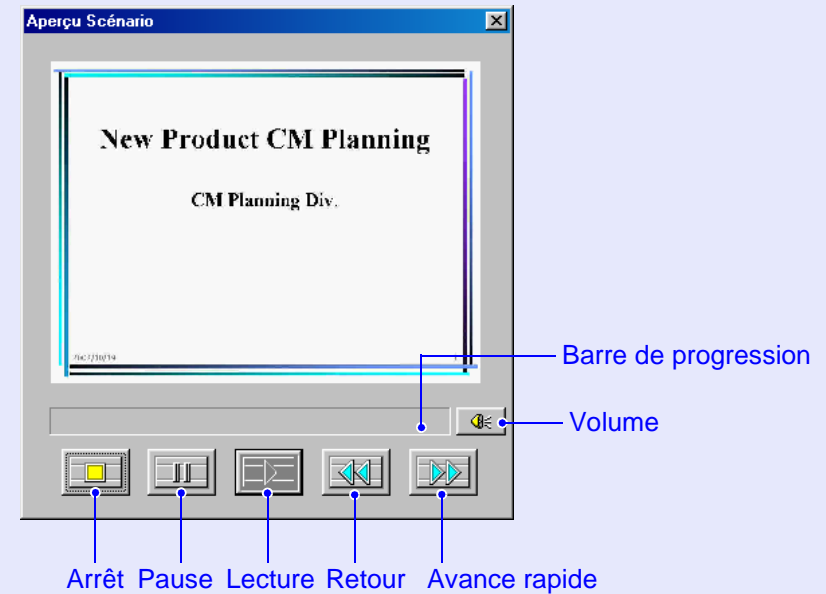 Aperçu Scénario
New Product CM Planning
CM Planning Div.
Barre de progression
Volume
Arrêt Pause Lecture Retour Avance rapide